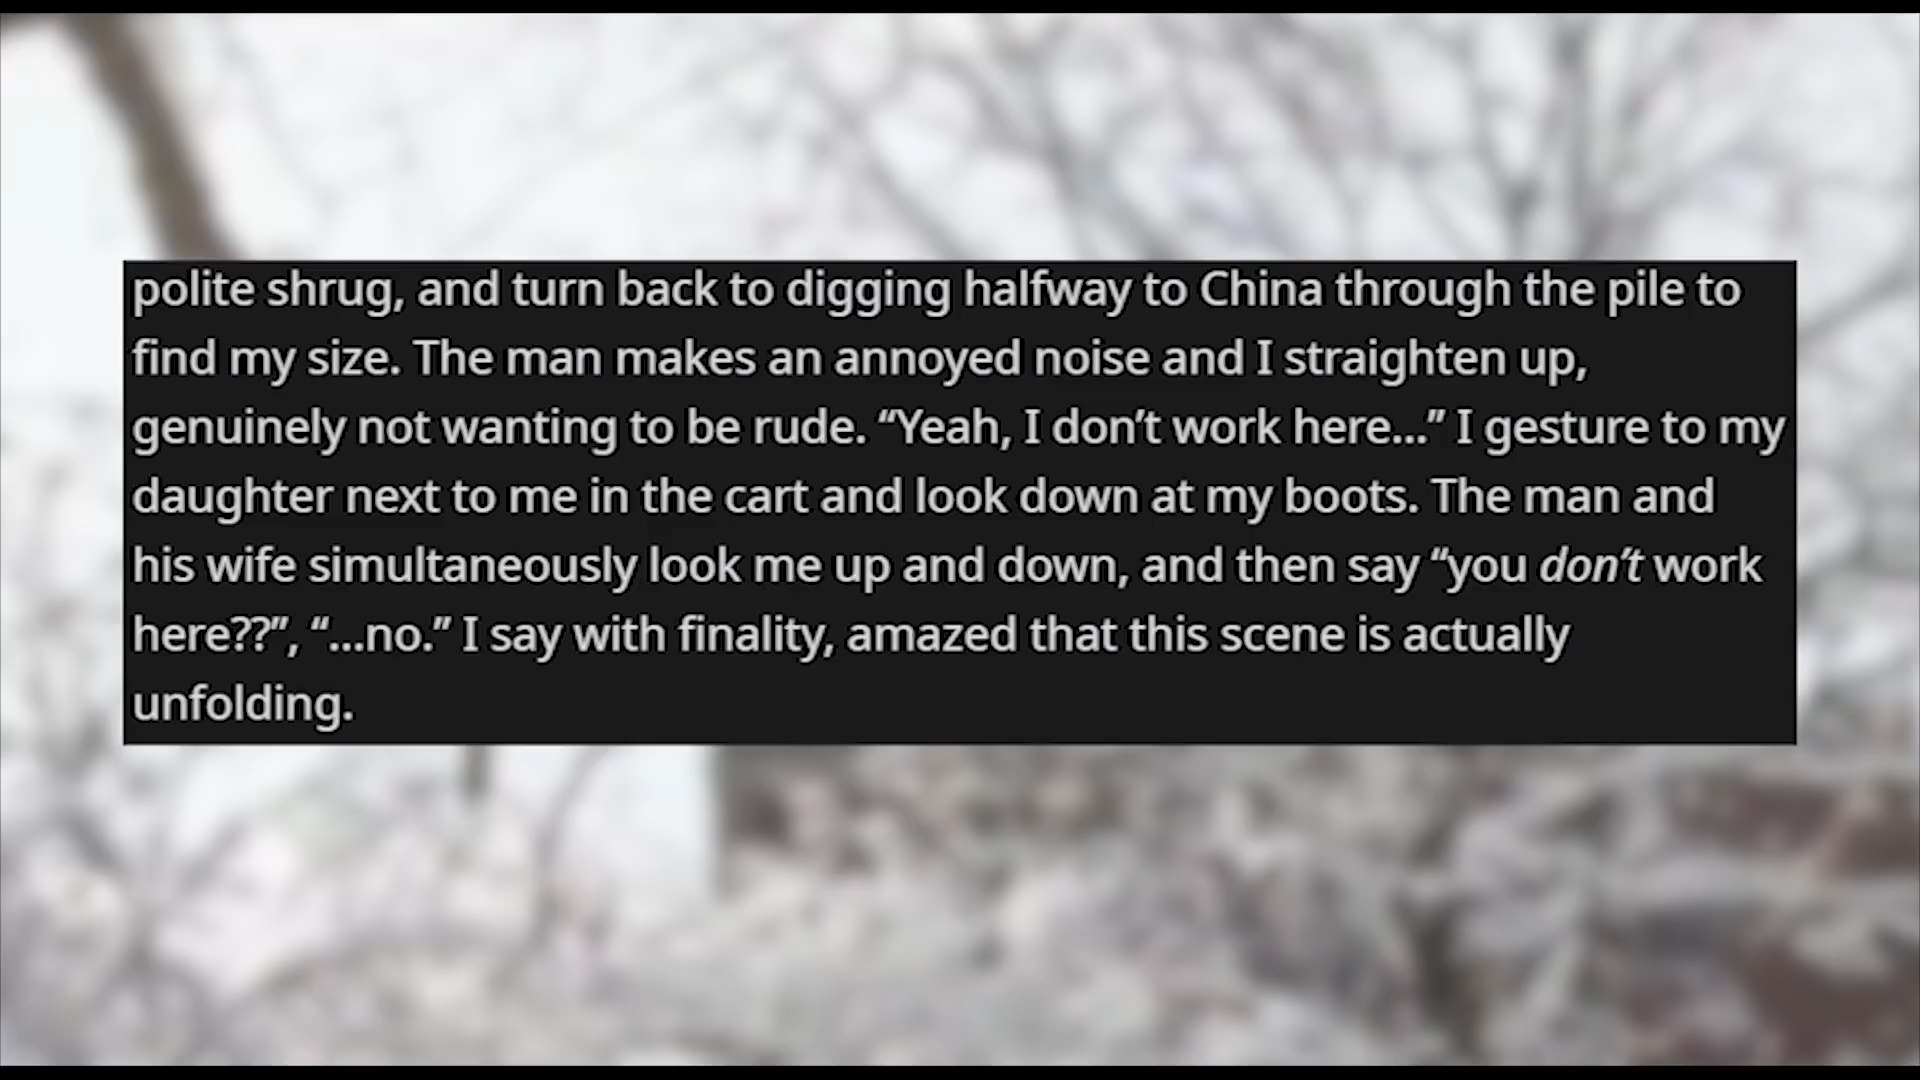 polite shrug, and turn back to digging halfway to China through the pile to
find my size. The man makes an annoyed noise and I straighten up,
genuinely not wanting to be rude. “Yeah, I don’t work here...” I gesture to my
daughter next to me in the cart and look down at my boots. The man and
his wife simultaneously look me up and down, and then say “you don’t work
here??”, “...no.” I say with finality, amazed that this scene is actually
unfolding.